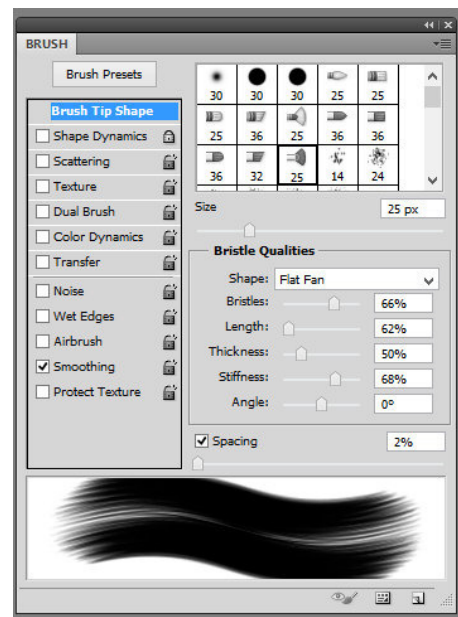 BRUSH
Brush Presets
30 30 30 25 25
25 36 25 36 36
36 32 25 14 24
Brush Tip Shape
Shape Dynamics
Scattering
Texture
Dual Brush
Color Dynamics
Transfer
Noise
Wet Edges
Airbrush
Smoothing
Protect Texture
Size 25 px
Bristle Qualities
Shape: Flat Fan
Bristles: 66%
Length: 62%
Thickness: 50%
Stiffness: 68%
Angle: 0°
Spacing 2%